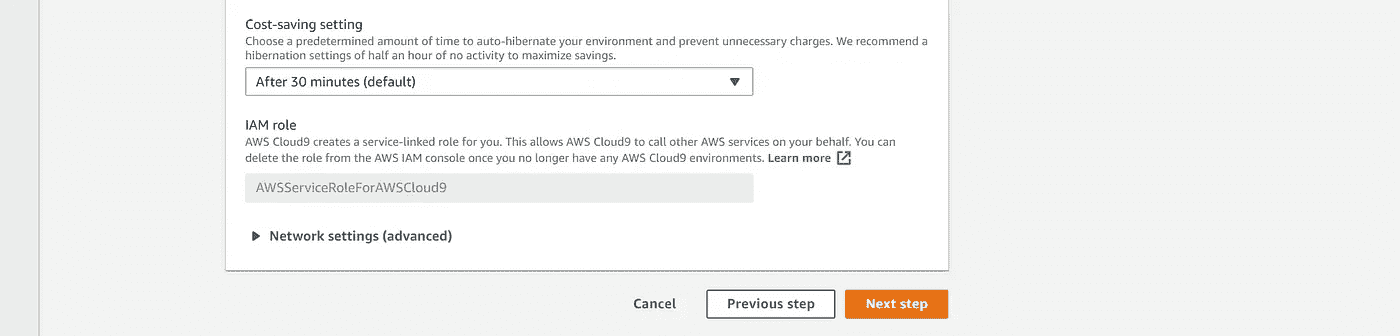 Cost-saving setting
Choose a predetermined amount of time to auto-hibernate your environment and prevent unnecessary charges. We recommend a
hibernation settings of half an hour of no activity to maximize savings.
After 30 minutes (default)
IAM role
AWS Cloud9 creates a service-linked role for you. This allows AWS Cloud9 to call other AWS services on your behalf. You can
delete the role from the AWS IAM console once you no longer have any AWS Cloud9 environments. Learn more
AWSServiceRoleForAWSCloud9
Network settings (advanced)
Cancel Previous step Next step